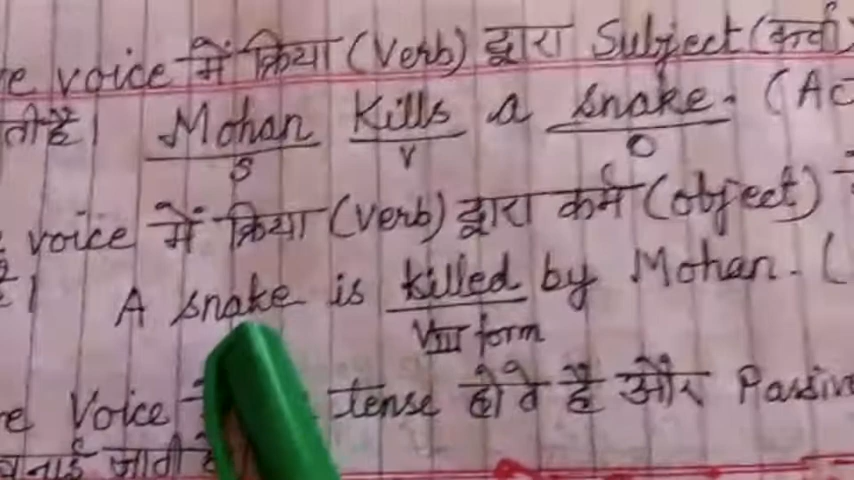 e voice में क्रिया (Verb) द्वारा Subject (कर्त्ता)
ती है। Mohan Kills a snake. (Ac
S V O
voice में क्रिया (verb) द्वारा कर्म (object)
A snake is killed by Mohan. (
VIII form
e Voice tense होते है और Passive
बनाई जाती है।